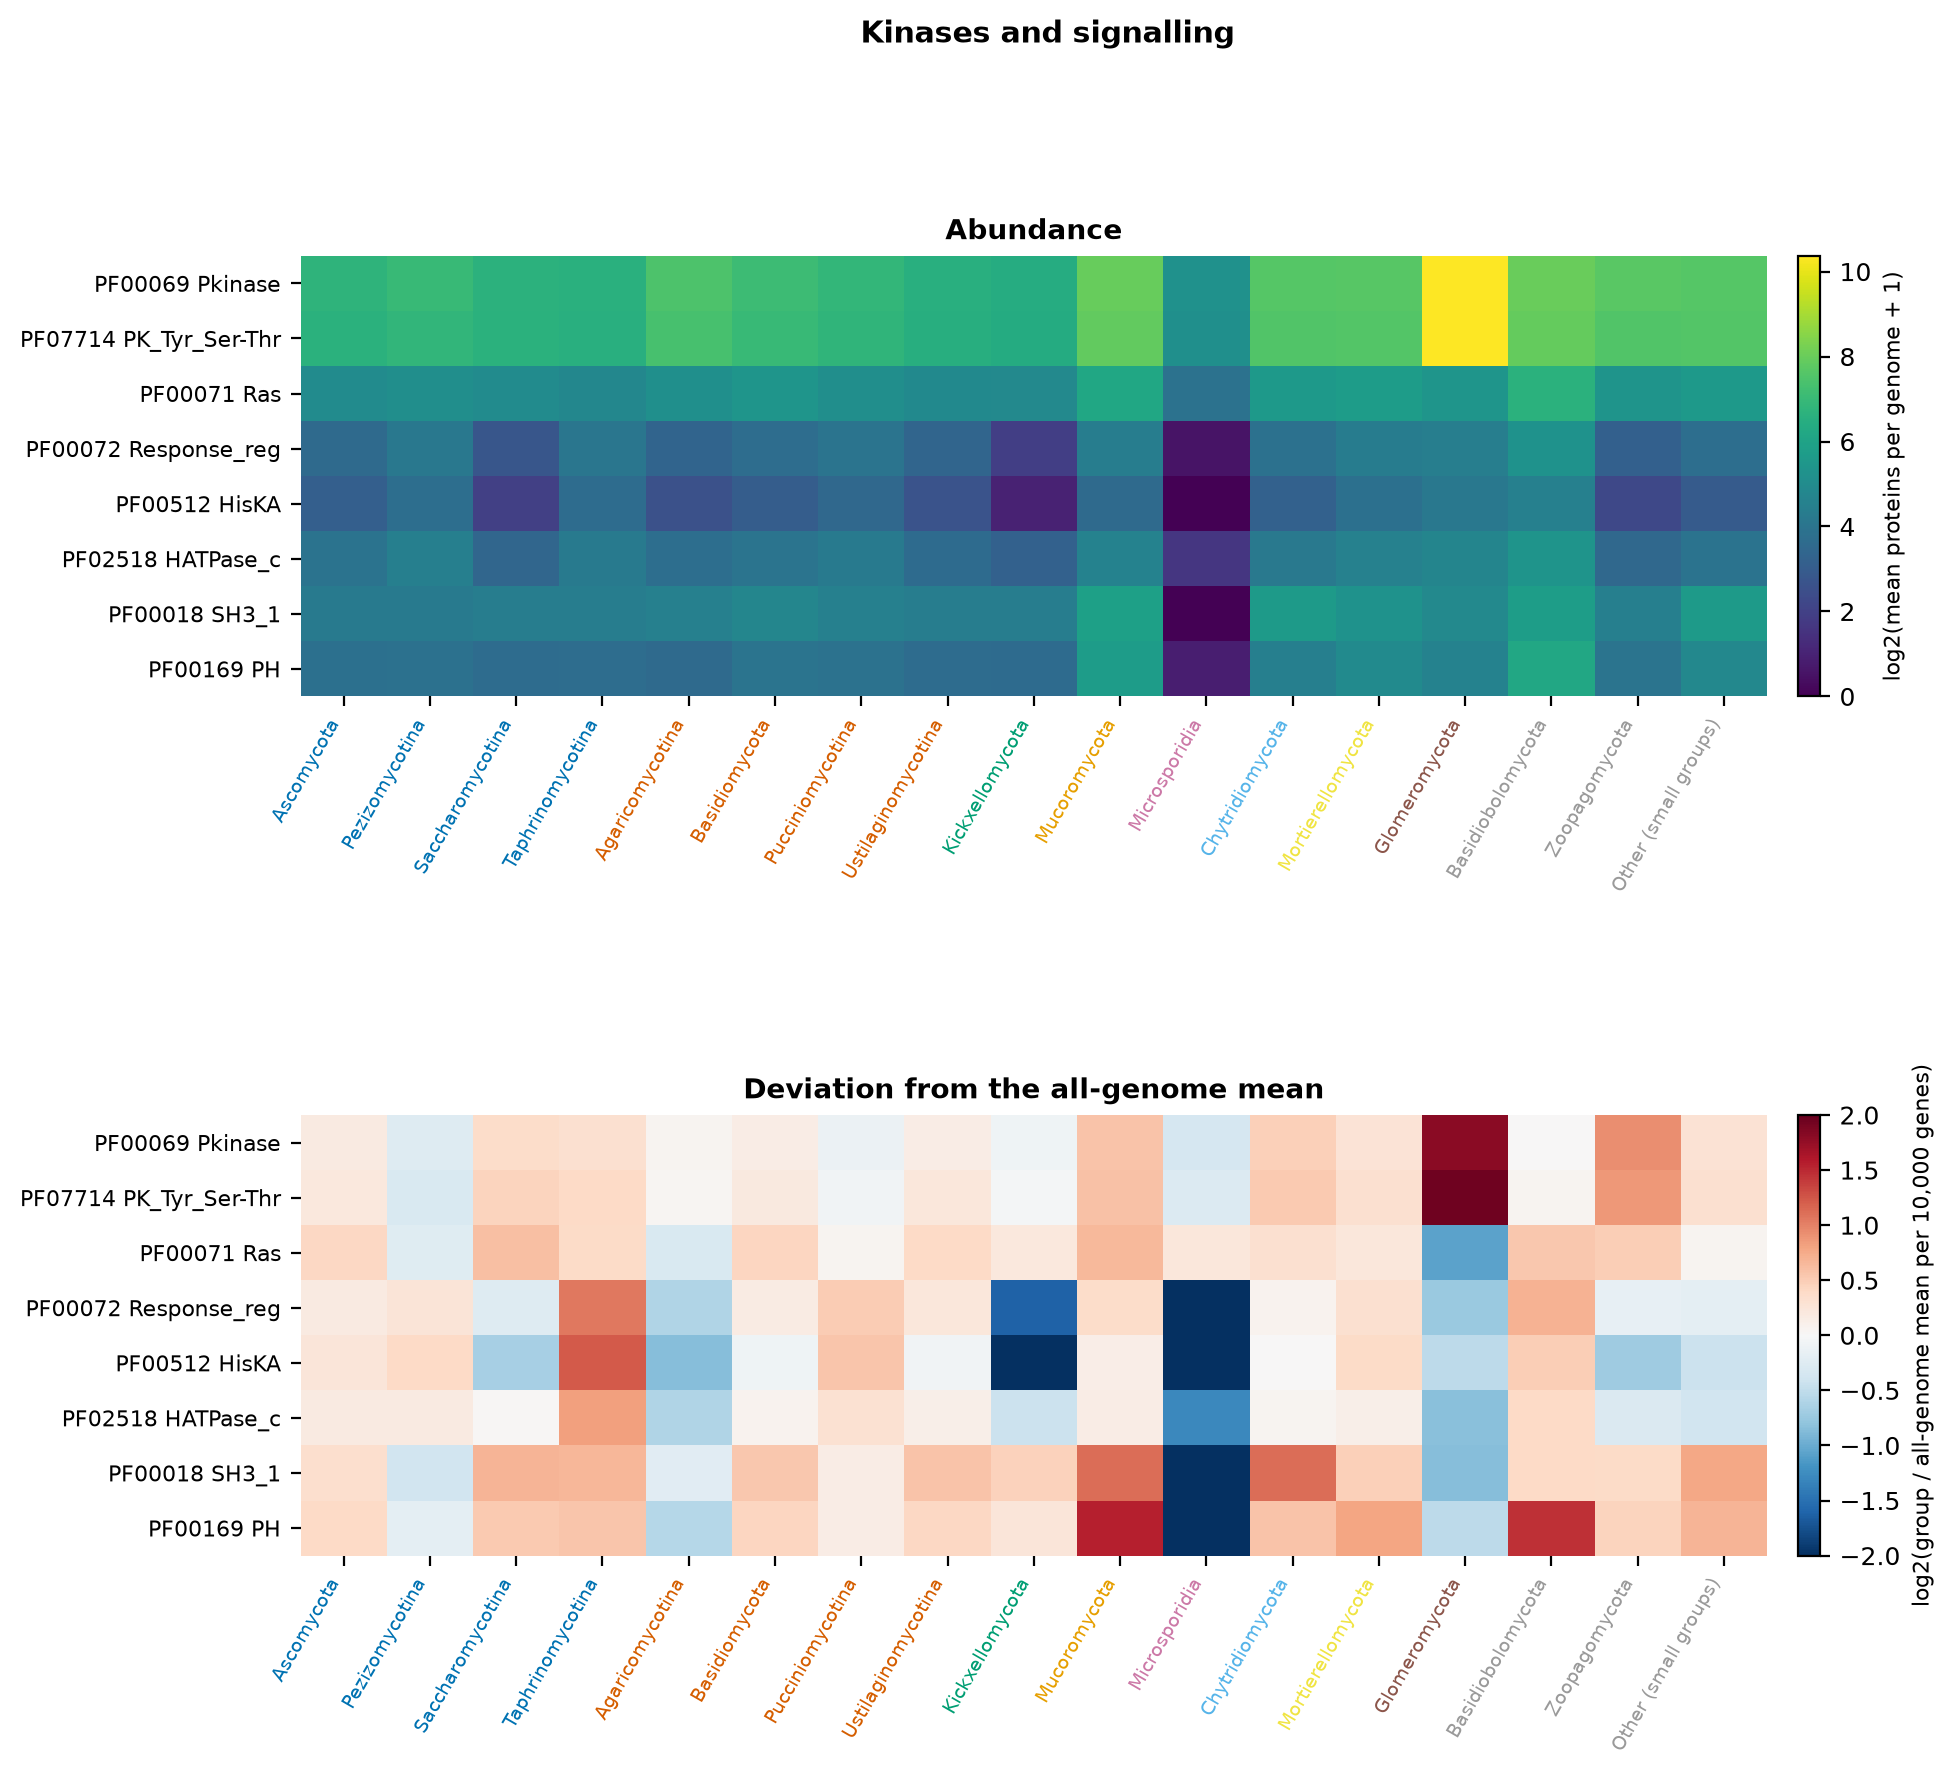 Kinases and signalling
Abundance
PF00069 Pkinase
PF07714 PK_Tyr_Ser-Thr
PF00071 Ras
PF00072 Response_reg
PF00512 HisKA
PF02518 HATPase_c
PF00018 SH3_1
PF00169 PH
10
8
6
4
2
0
log2(mean proteins per genome + 1)
Ascomycota
Pezizomycotina
Saccharomycotina
Taphrinomycotina
Agaricomycotina
Basidiomycota
Pucciniomycotina
Ustilaginomycotina
Kickxellomycota
Mucoromycota
Microsporidia
Chytridiomycota
Mortierellomycota
Glomeromycota
Basidiobolomycota
Zoopagomycota
Other (small groups)
Deviation from the all-genome mean
PF00069 Pkinase
PF07714 PK_Tyr_Ser-Thr
PF00071 Ras
PF00072 Response_reg
PF00512 HisKA
PF02518 HATPase_c
PF00018 SH3_1
PF00169 PH
2.0
1.5
1.0
0.5
0.0
−0.5
−1.0
−1.5
−2.0
log2(group / all-genome mean per 10,000 genes)
Ascomycota
Pezizomycotina
Saccharomycotina
Taphrinomycotina
Agaricomycotina
Basidiomycota
Pucciniomycotina
Ustilaginomycotina
Kickxellomycota
Mucoromycota
Microsporidia
Chytridiomycota
Mortierellomycota
Glomeromycota
Basidiobolomycota
Zoopagomycota
Other (small groups)